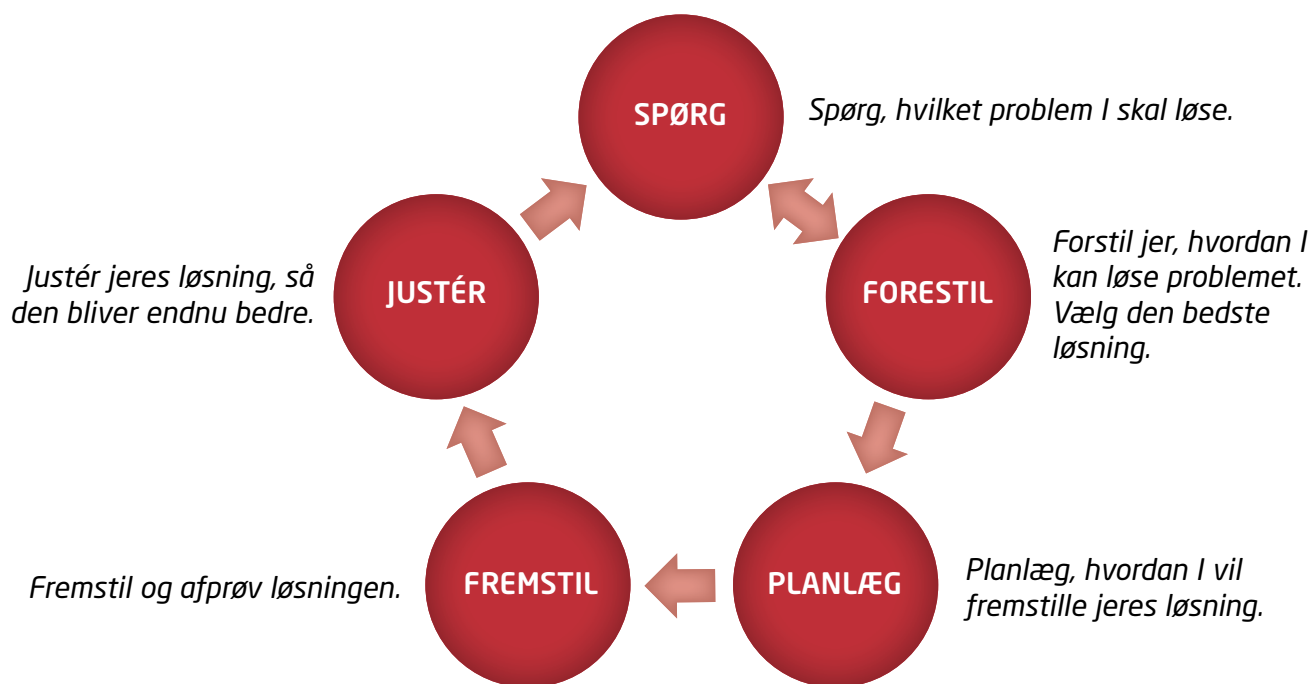 SPØRG
Spørg, hvilket problem I skal løse.
FORESTIL
Forstil jer, hvordan I
kan løse problemet.
Vælg den bedste
løsning.
PLANLÆG
Planlæg, hvordan I vil
fremstille jeres løsning.
FREMSTIL
Fremstil og afprøv løsningen.
JUSTÉR
Justér jeres løsning, så
den bliver endnu bedre.